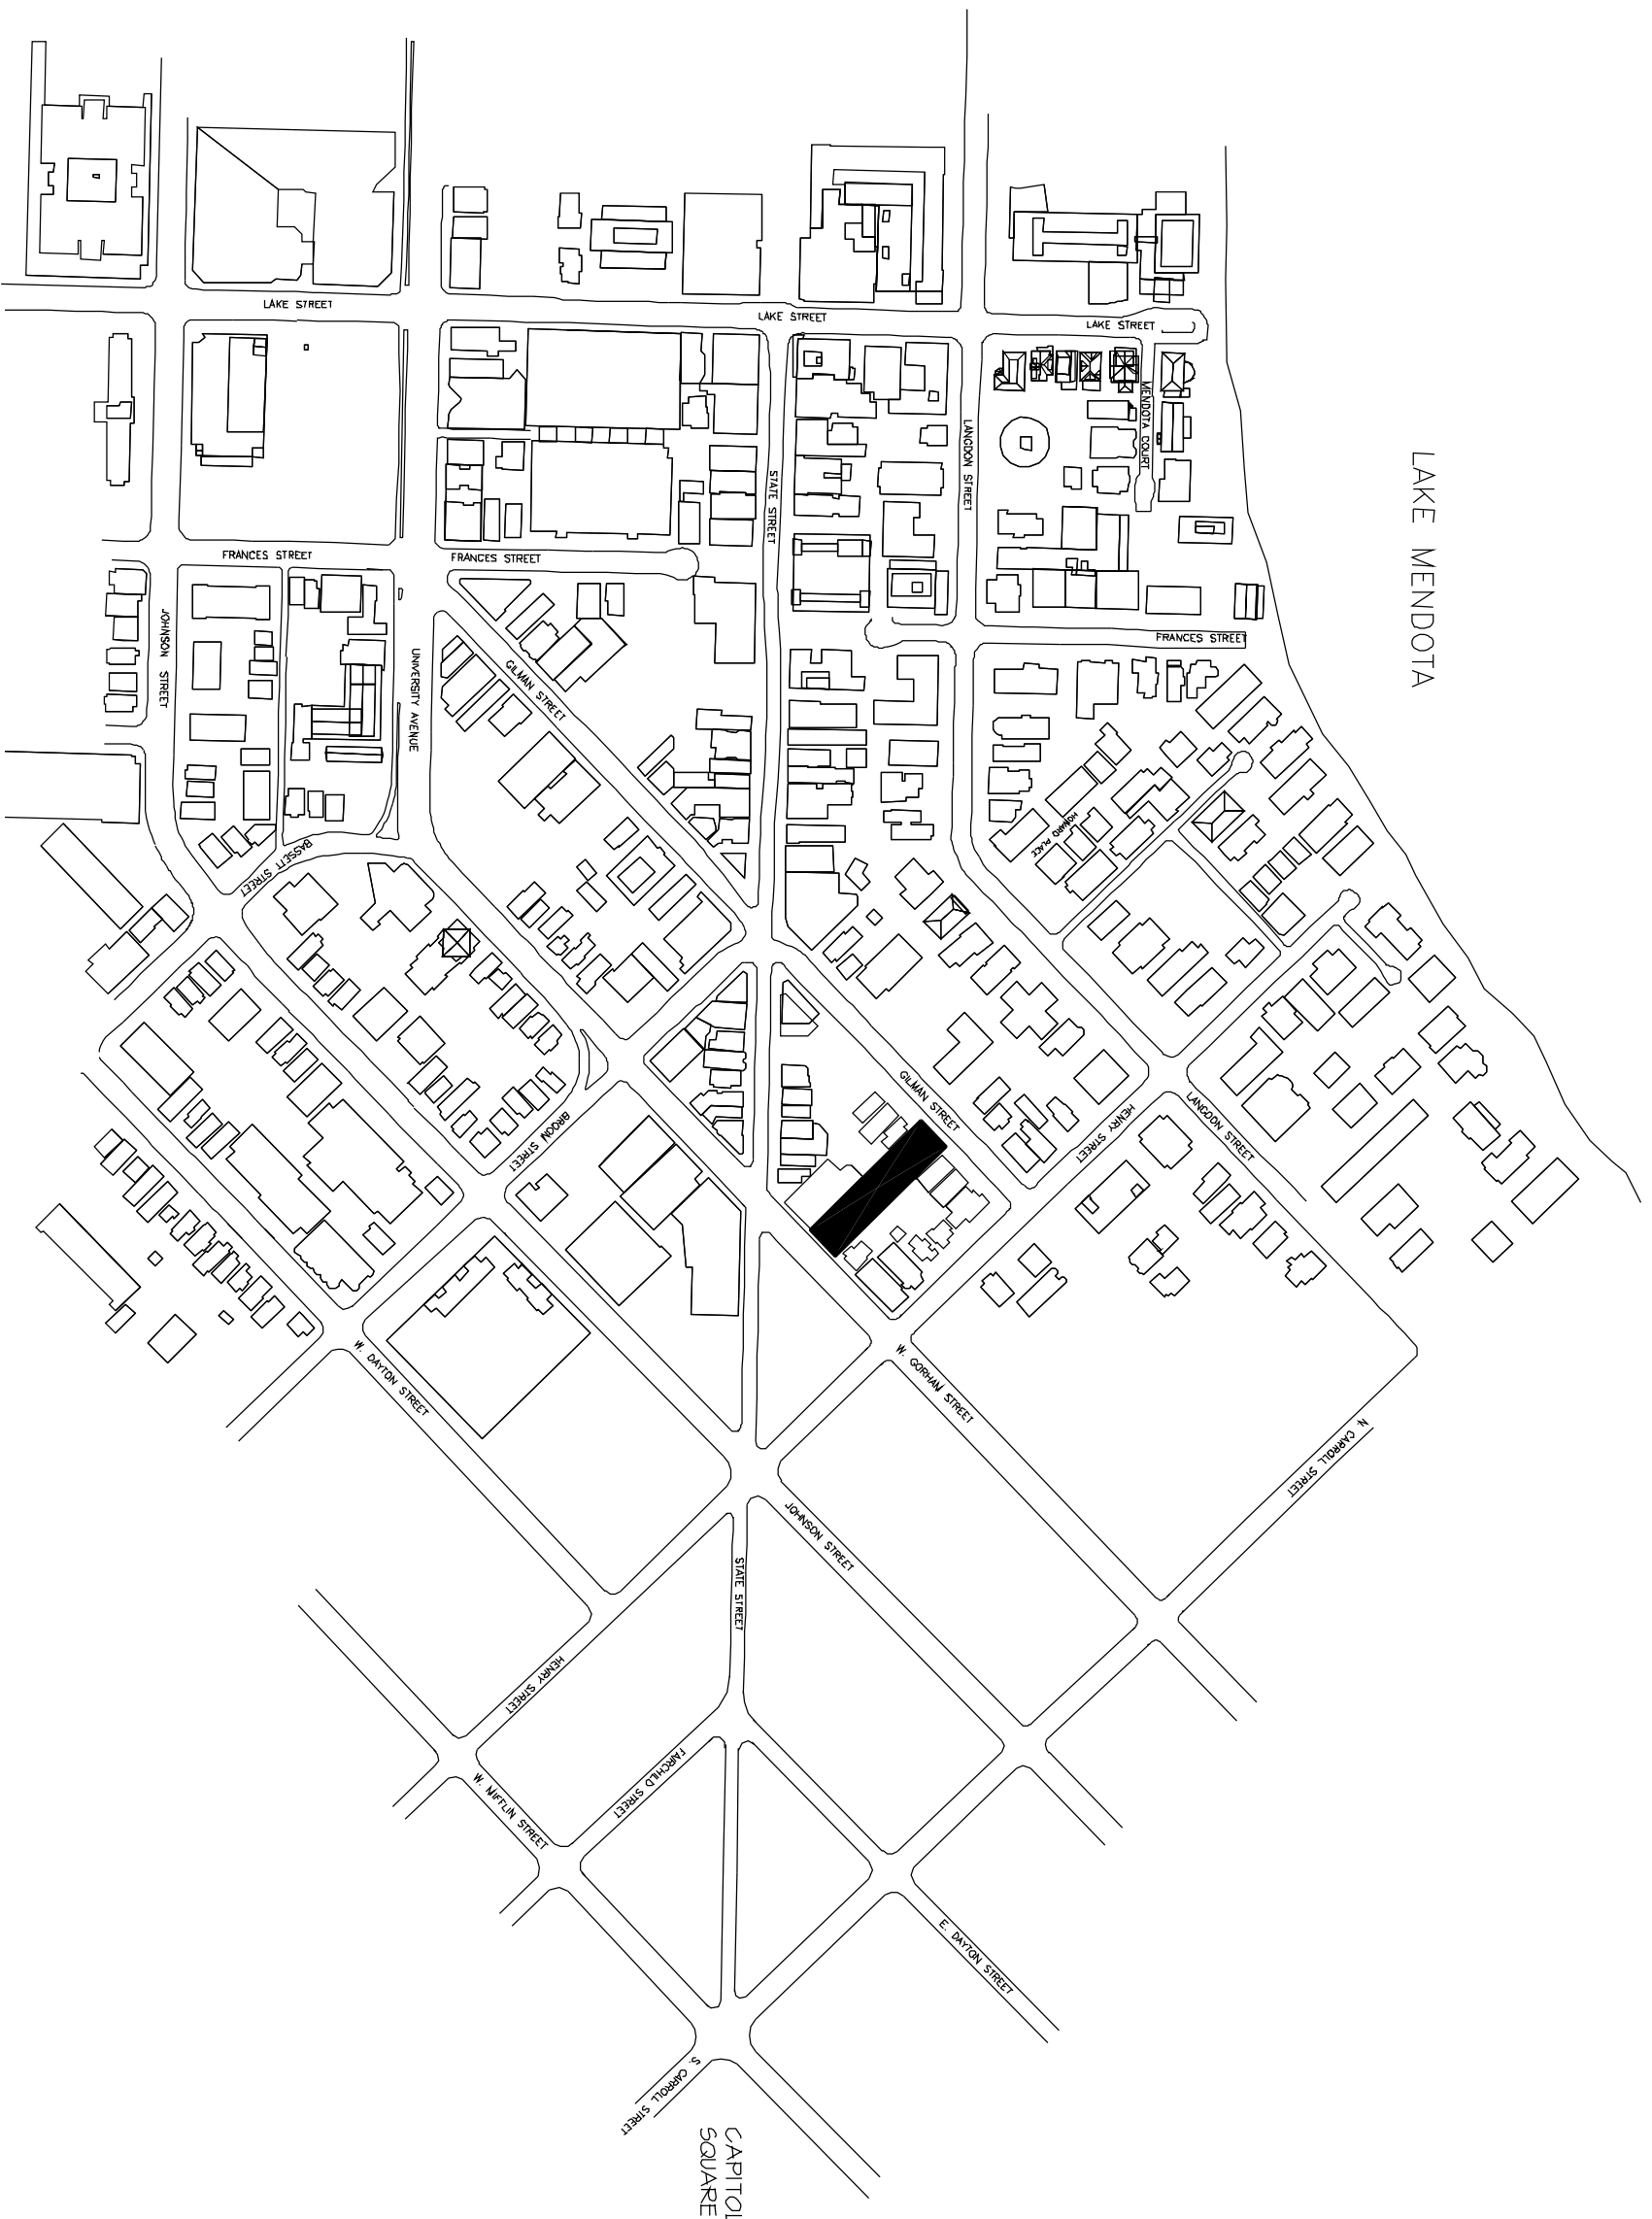 LAKE STREET
LAKE STREET
LAKE STREET
MENDOTA COURT
LANGDON STREET
STATE STREET
LAKE MENDOTA
FRANCES STREET
FRANCES STREET
FRANCES STREET
JOHNSON STREET
UNIVERSITY AVENUE
GILMAN STREET
HOWARD PLACE
BASSETT STREET
GILMAN STREET
HENRY STREET
LANGDON STREET
BROOM STREET
W. DAYTON STREET
W. GORHAM STREET
N. CARROLL STREET
JOHNSON STREET
STATE STREET
HENRY STREET
FAIRCHILD STREET
W. MIFFLIN STREET
E. DAYTON STREET
S. CARROLL STREET
CAPITOL
SQUARE